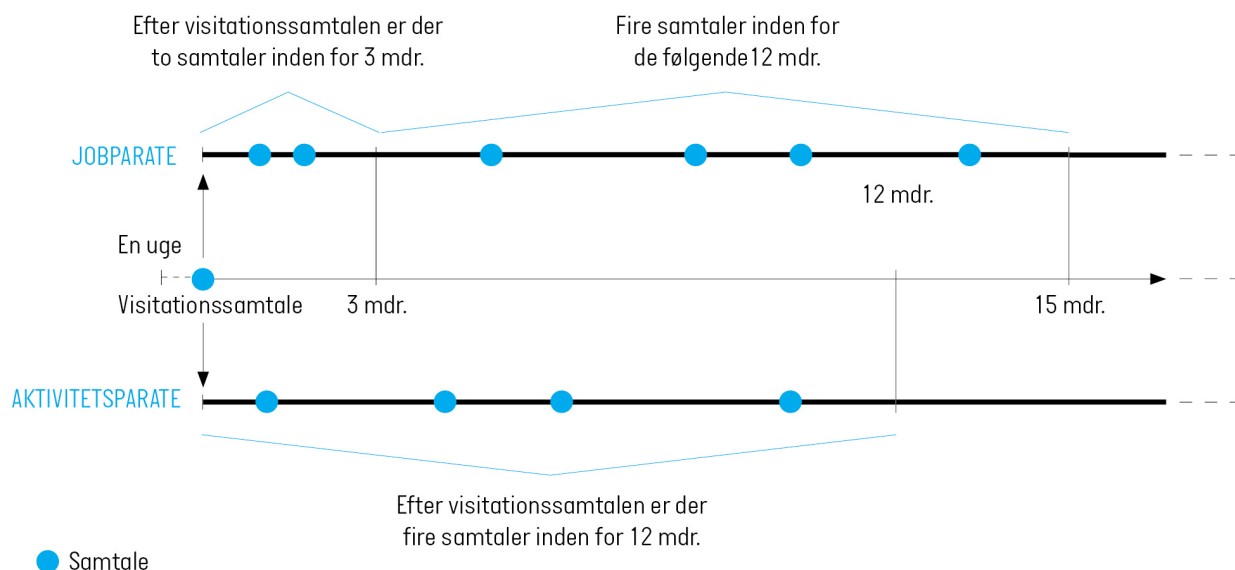 Efter visitationssamtalen er der
to samtaler inden for 3 mdr.
Fire samtaler inden for
de følgende12 mdr.
JOBPARATE
12 mdr.
En uge
Visitationssamtale
3 mdr.
15 mdr.
AKTIVITETSPARATE
Efter visitationssamtalen er der
fire samtaler inden for 12 mdr.
Samtale